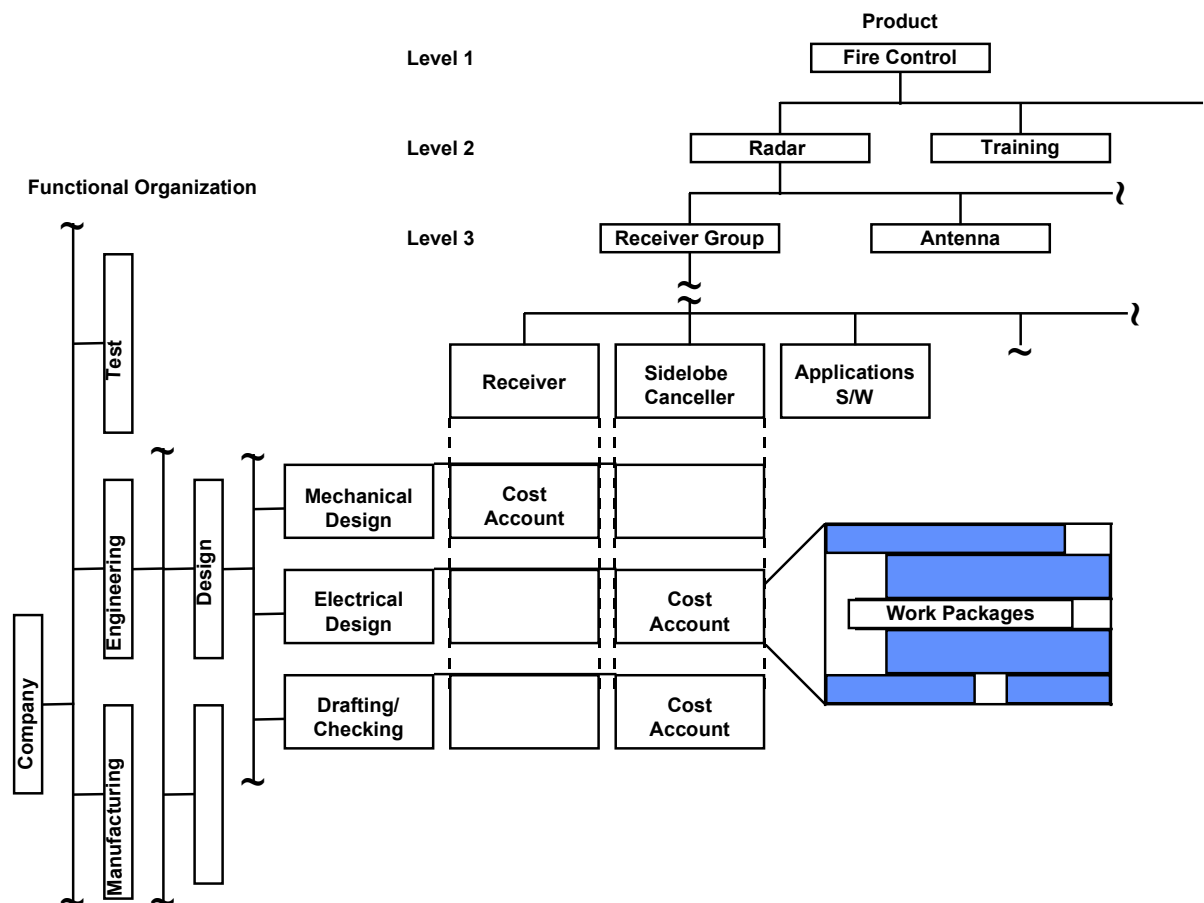 Product
Level 1
Fire Control
Level 2
Radar
Training
Functional Organization
Level 3
Receiver Group
Antenna
Test
Receiver
Sidelobe
Canceller
Applications
S/W
Engineering
Design
Mechanical
Design
Cost
Account
Electrical
Design
Cost
Account
Work Packages
Company
Drafting/
Checking
Cost
Account
Manufacturing